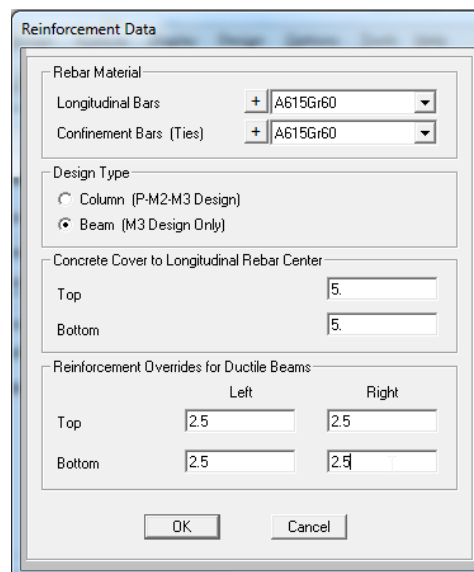 Reinforcement Data
Rebar Material
Longitudinal Bars + A615Gr60
Confinement Bars (Ties) + A615Gr60
Design Type
Column (P-M2-M3 Design)
Beam (M3 Design Only)
Concrete Cover to Longitudinal Rebar Center
Top 5.
Bottom 5.
Reinforcement Overrides for Ductile Beams
Left Right
Top 2.5 2.5
Bottom 2.5 2.5
OK Cancel